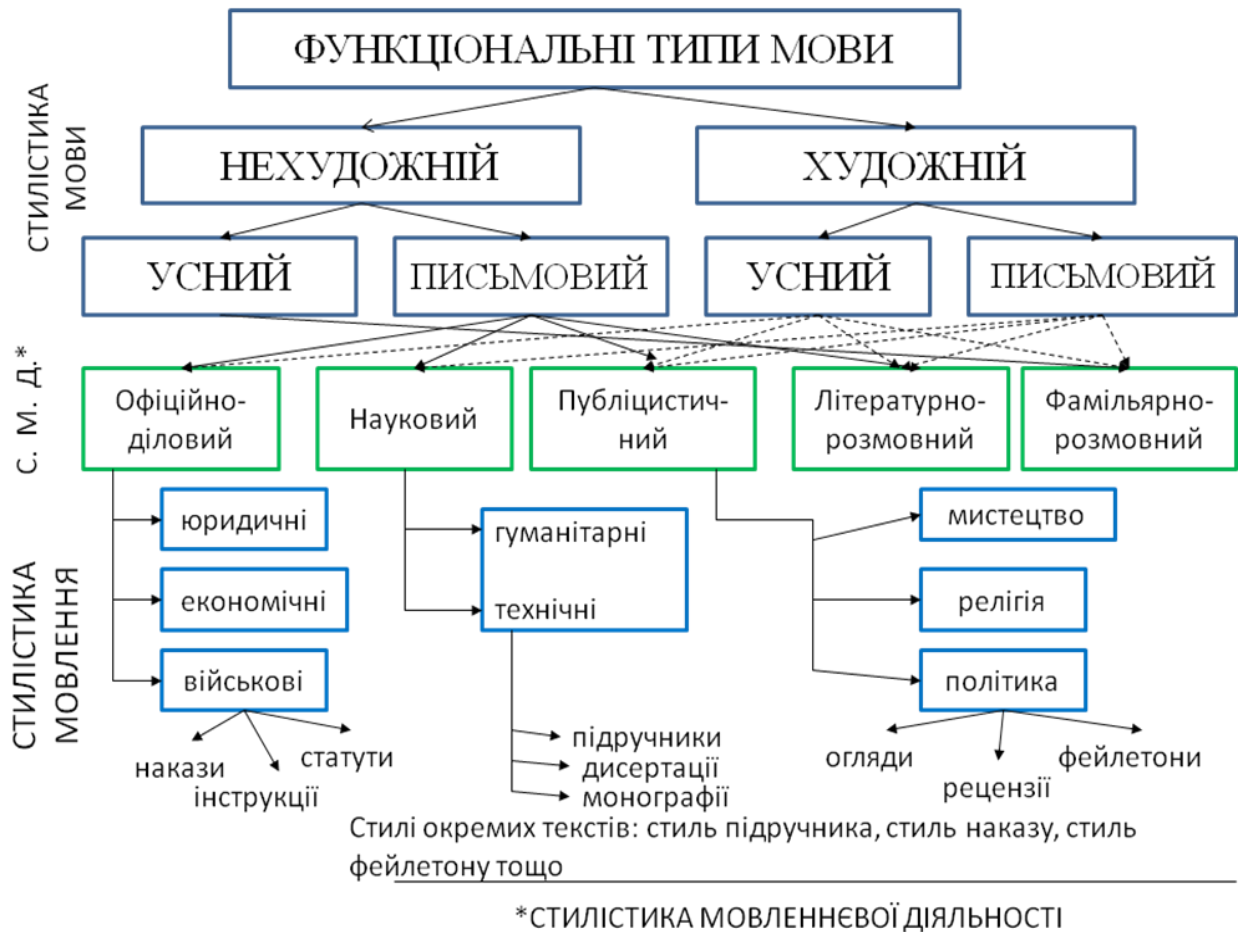 ФУНКЦІОНАЛЬНІ ТИПИ МОВИ
СТИЛІСТИКА
МОВИ
НЕХУДОЖНІЙ
ХУДОЖНІЙ
УСНИЙ
ПИСЬМОВИЙ
УСНИЙ
ПИСЬМОВИЙ
С. М. Д.*
Офіційно-
діловий
Науковий
Публіцистич-
ний
Літературно-
розмовний
Фамільярно-
розмовний
СТИЛІСТИКА
МОВЛЕННЯ
юридичні
економічні
військові
накази
інструкції
статути
гуманітарні
технічні
підручники
дисертації
монографії
мистецтво
релігія
політика
огляди
рецензії
фейлетони
Стилі окремих текстів: стиль підручника, стиль наказу, стиль
фейлетону тощо
*СТИЛІСТИКА МОВЛЕННЄВОЇ ДІЯЛЬНОСТІ